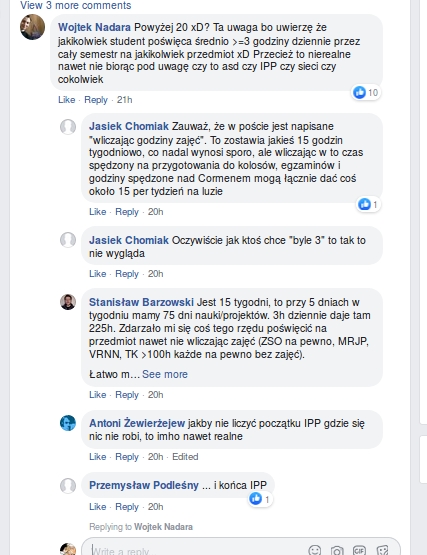 View 3 more comments
Wojtek Nadara Powyżej 20 xD? Ta uwaga bo uwierzę że
jakikolwiek student poświęca średnio >=3 godziny dziennie przez
cały semestr na jakikolwiek przedmiot xD Przecież to nierealne
nawet nie biorąc pod uwagę czy to asd czy IPP czy sieci czy
cokolwiek
10
Like · Reply · 21h
Jasiek Chomiak Zauważ, że w poście jest napisane
"wliczając godziny zajęć". To zostawia jakieś 15 godzin
tygodniowo, co nadal wynosi sporo, ale wliczając w to czas
spędzony na przygotowania do kolosów, egzaminów i
godziny spędzone nad Cormenem mogą łącznie dać coś
około 15 per tydzień na luzie
1
Like · Reply · 20h
Jasiek Chomiak Oczywiście jak ktoś chce "byle 3" to tak to
nie wygląda
Like · Reply · 20h
Stanisław Barzowski Jest 15 tygodni, to przy 5 dniach w
tygodniu mamy 75 dni nauki/projektów. 3h dziennie daje tam
225h. Zdarzało mi się coś tego rzędu poświęcić na
przedmiot nawet nie wliczając zajęć (ZSO na pewno, MRJP,
VRNN, TK >100h każde na pewno bez zajęć).
Łatwo m... See more
Like · Reply · 20h
Antoni Żewierżejew jakby nie liczyć początku IPP gdzie się
nic nie robi, to imho nawet realne
Like · Reply · 20h · Edited
Przemysław Podleśny ... i końca IPP
1
Like · Reply · 20h
Replying to Wojtek Nadara
Write a reply...
GIF